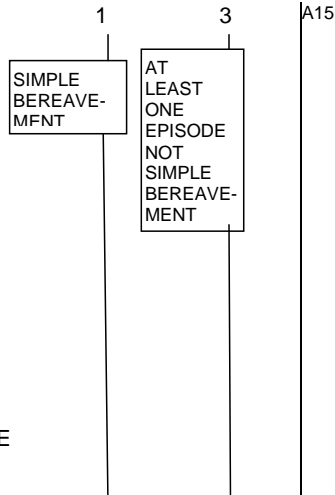 1 3 A15
SIMPLE
BEREAVE-
MENT
AT
LEAST
ONE
EPISODE
NOT
SIMPLE
BEREAVE-
MENT
E